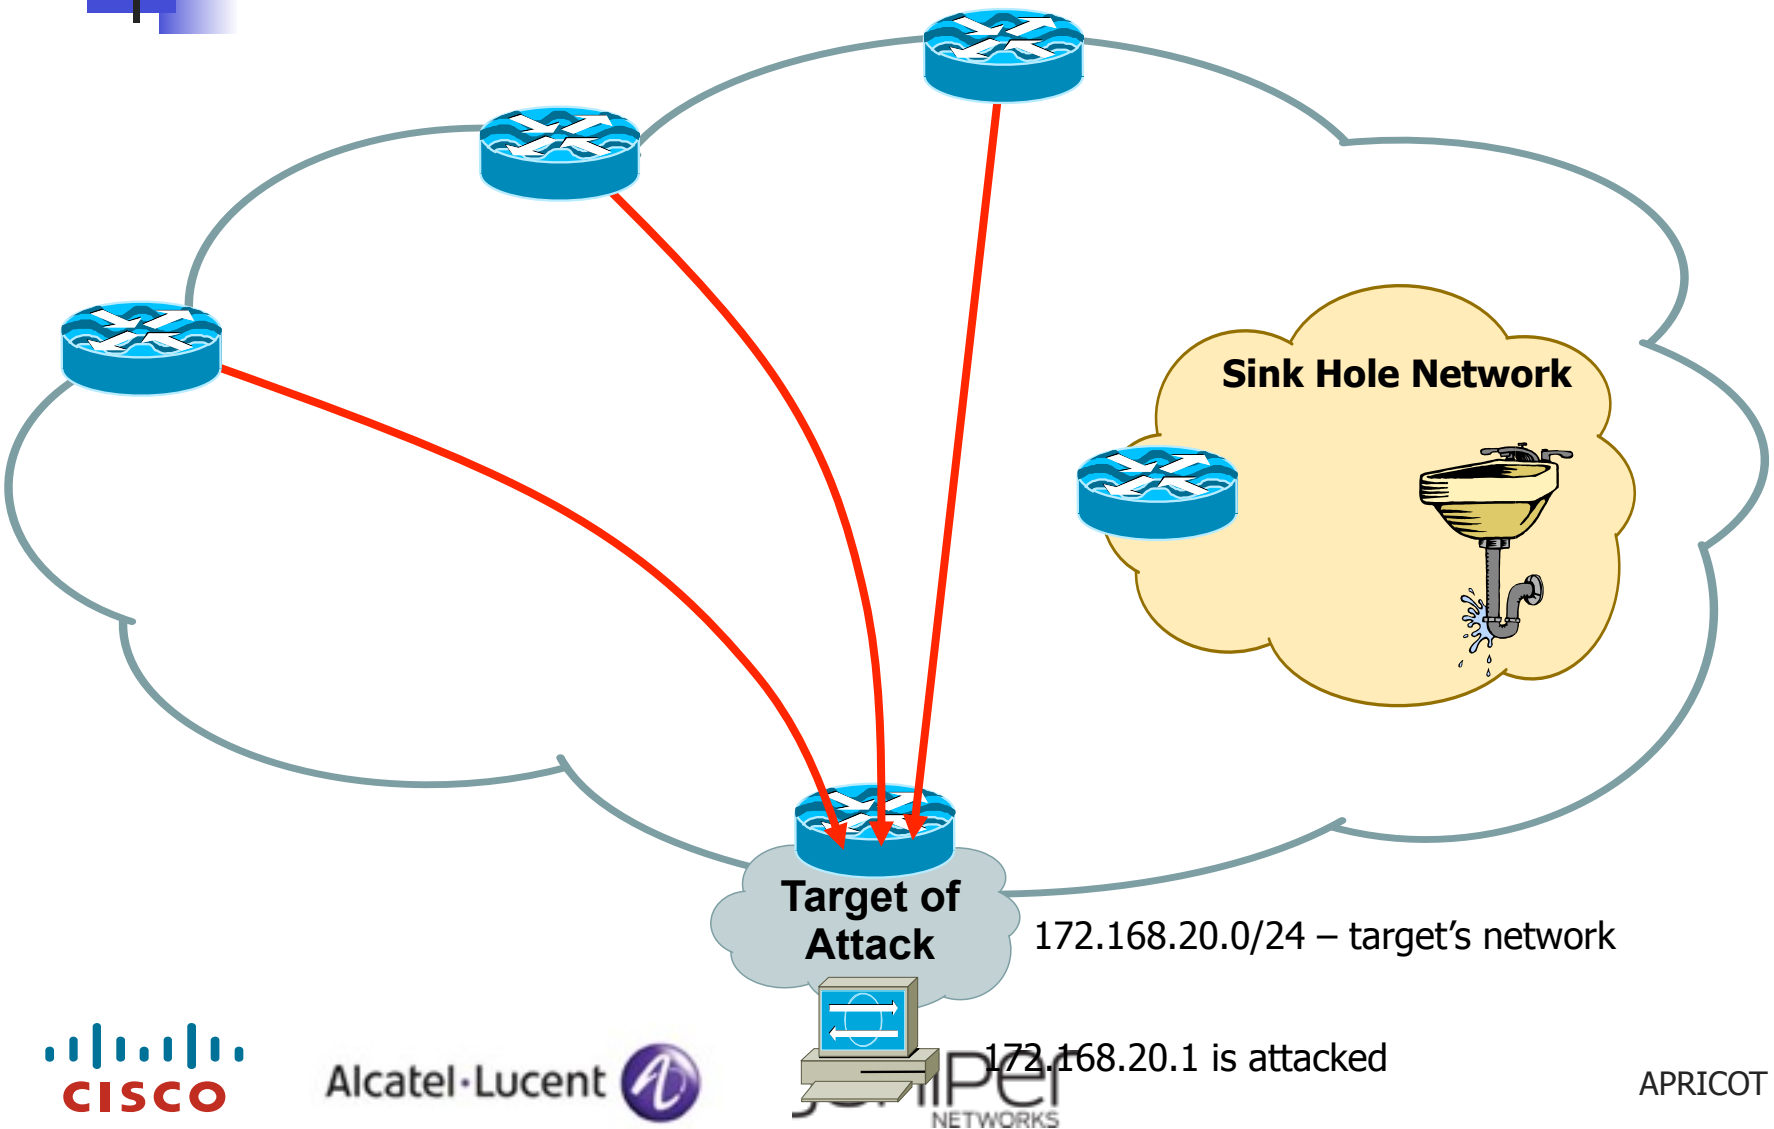 Sink Hole Network
Target of
Attack
172.168.20.0/24 – target’s network
172.168.20.1 is attacked
CISCO
Alcatel·Lucent
NETWORKS
APRICOT